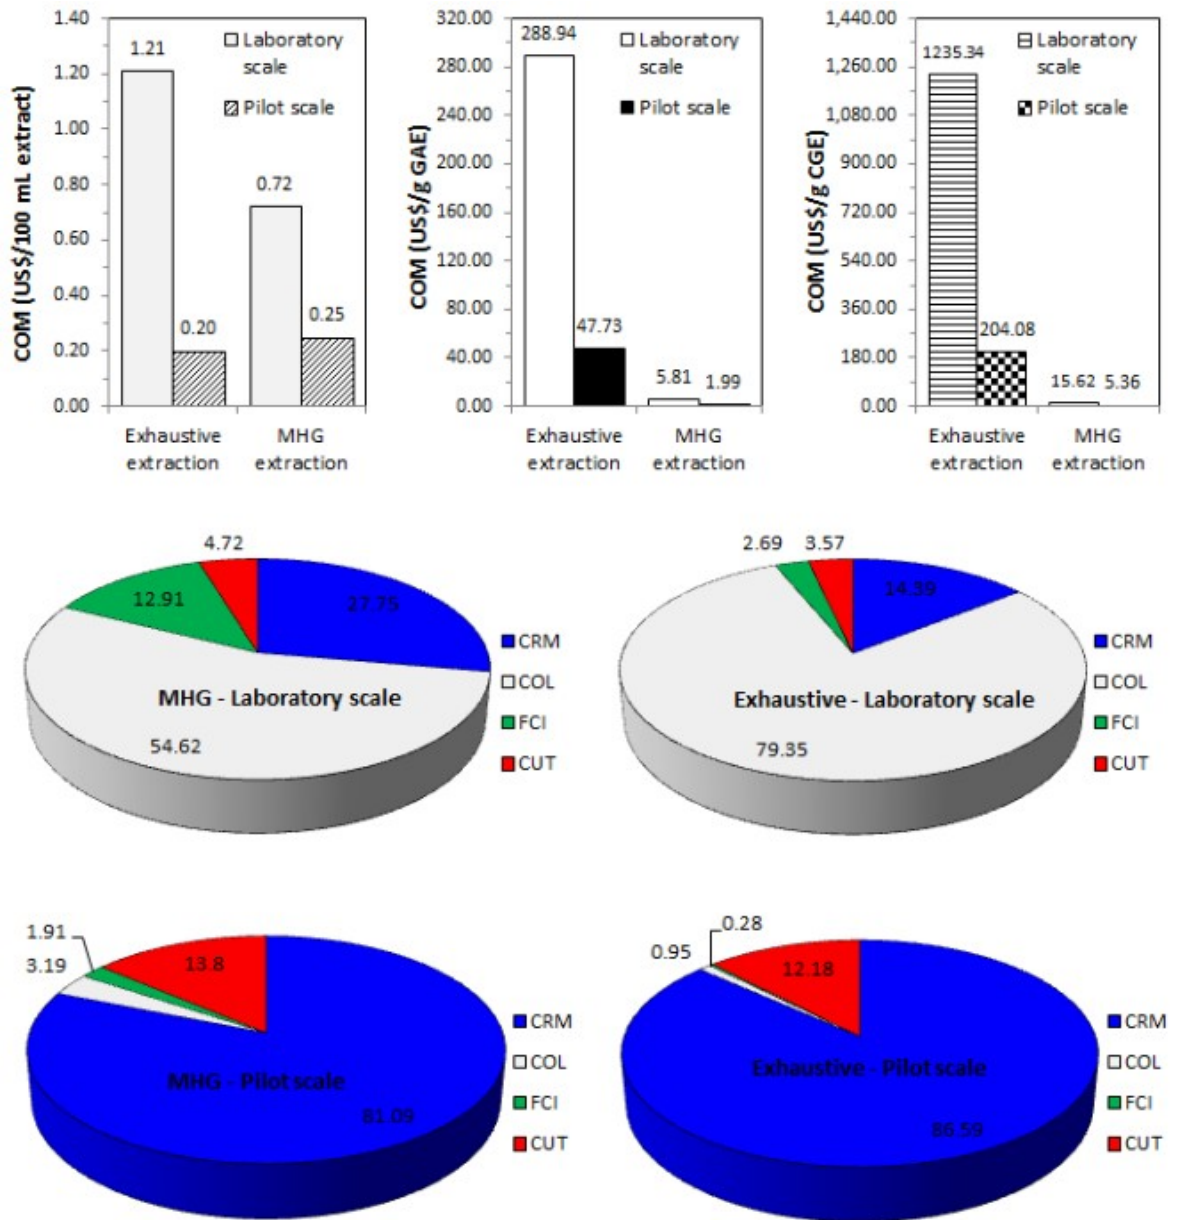 COM (US$/100 mL extract)
1.40
1.20
1.00
0.80
0.60
0.40
0.20
0.00
1.21
0.20
0.72
0.25
Laboratory
scale
Pilot scale
Exhaustive
extraction
MHG
extraction
COM (US$/g GAE)
320.00
280.00
240.00
200.00
160.00
120.00
80.00
40.00
0.00
288.94
47.73
5.81
1.99
Laboratory
scale
Pilot scale
Exhaustive
extraction
MHG
extraction
COM (US$/g CGE)
1,440.00
1,260.00
1,080.00
900.00
720.00
540.00
360.00
180.00
0.00
1235.34
204.08
15.62
5.36
Laboratory
scale
Pilot scale
Exhaustive
extraction
MHG
extraction
4.72
12.91
27.75
MHG - Laboratory scale
54.62
CRM
COL
FCI
CUT
2.69
3.57
14.39
Exhaustive - Laboratory scale
79.35
CRM
COL
FCI
CUT
1.91
3.19
13.8
MHG - Pilot scale
81.09
CRM
COL
FCI
CUT
0.28
0.95
12.18
Exhaustive - Pilot scale
86.59
CRM
COL
FCI
CUT